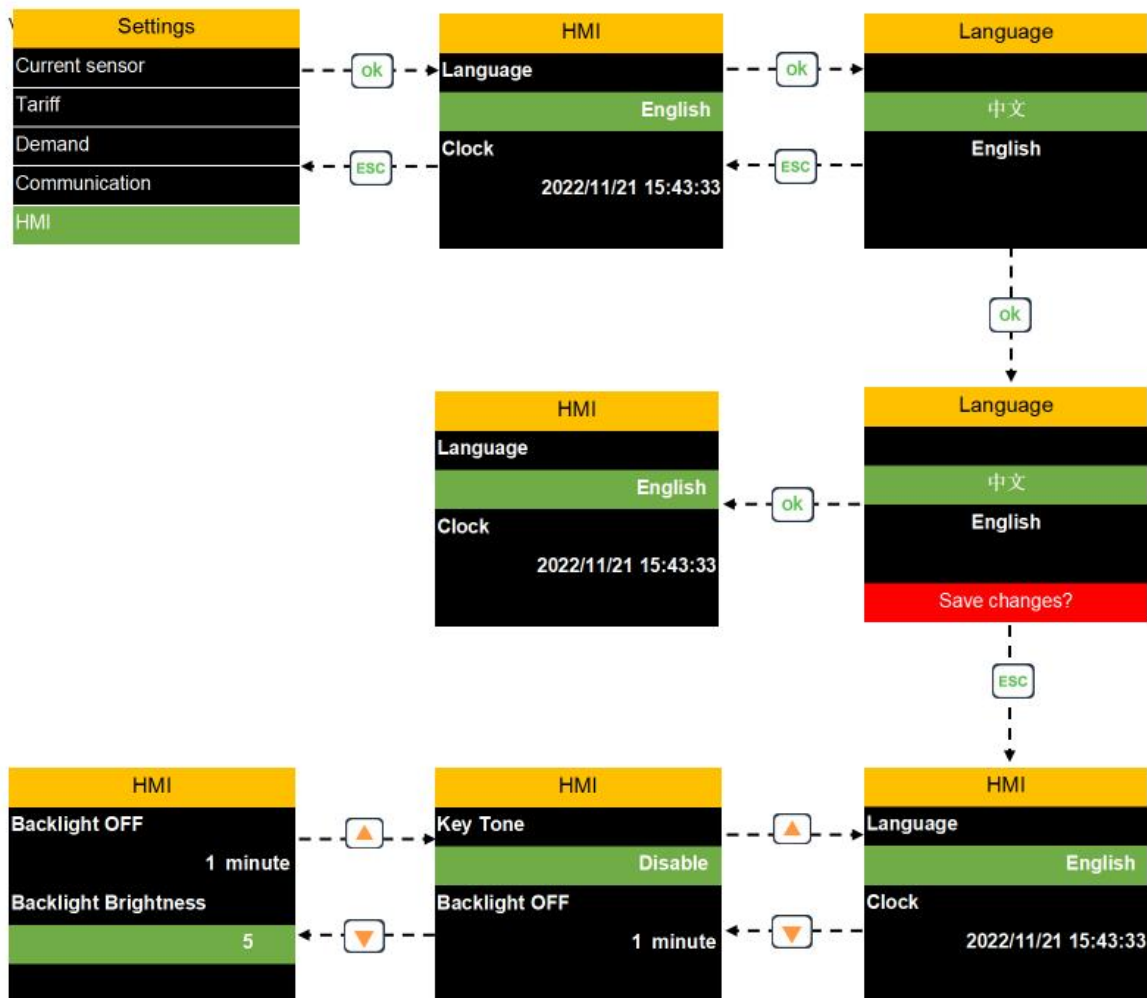 Settings
Current sensor
Tariff
Demand
Communication
HMI
ok
ESC
HMI
Language
English
Clock
2022/11/21 15:43:33
ok
ESC
Language
中文
English
ok
HMI
Language
English
Clock
2022/11/21 15:43:33
ok
Language
中文
English
Save changes?
ESC
HMI
Backlight OFF
1 minute
Backlight Brightness
5
HMI
Key Tone
Disable
Backlight OFF
1 minute
HMI
Language
English
Clock
2022/11/21 15:43:33